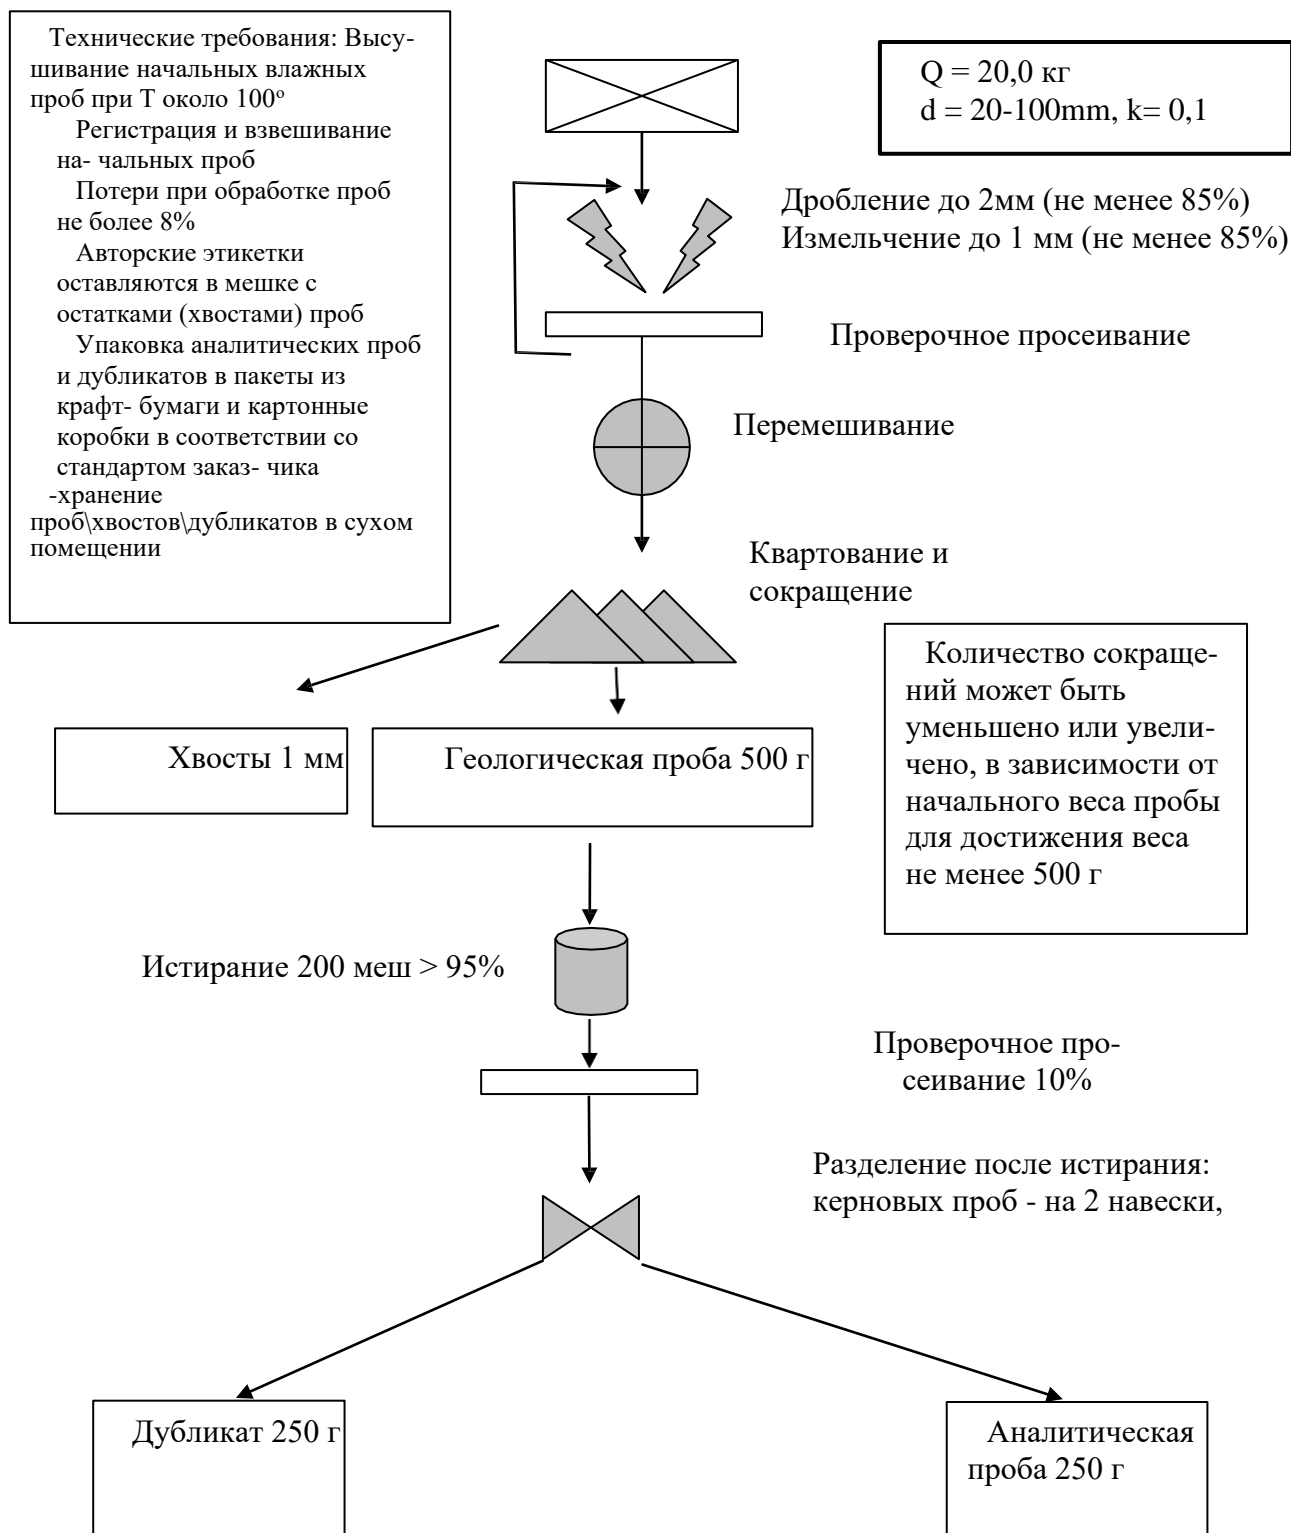 Технические требования: Высу-
шивание начальных влажных
проб при Т около 100º
Регистрация и взвешивание
на- чальных проб
Потери при обработке проб
не более 8%
Авторские этикетки
оставляются в мешке с
остатками (хвостами) проб
Упаковка аналитических проб
и дубликатов в пакеты из
крафт- бумаги и картонные
коробки в соответствии со
стандартом заказ- чика
-хранение
проб\хвостов\дубликатов в сухом
помещении
Q = 20,0 кг
d = 20-100mm, k= 0,1
Дробление до 2мм (не менее 85%)
Измельчение до 1 мм (не менее 85%)
Проверочное просеивание
Перемешивание
Квартование и
сокращение
Количество сокраще-
ний может быть
уменьшено или увели-
чено, в зависимости от
начального веса пробы
для достижения веса
не менее 500 г
Хвосты 1 мм
Геологическая проба 500 г
Истирание 200 меш > 95%
Проверочное про-
сеивание 10%
Разделение после истирания:
керновых проб - на 2 навески,
Дубликат 250 г
Аналитическая
проба 250 г